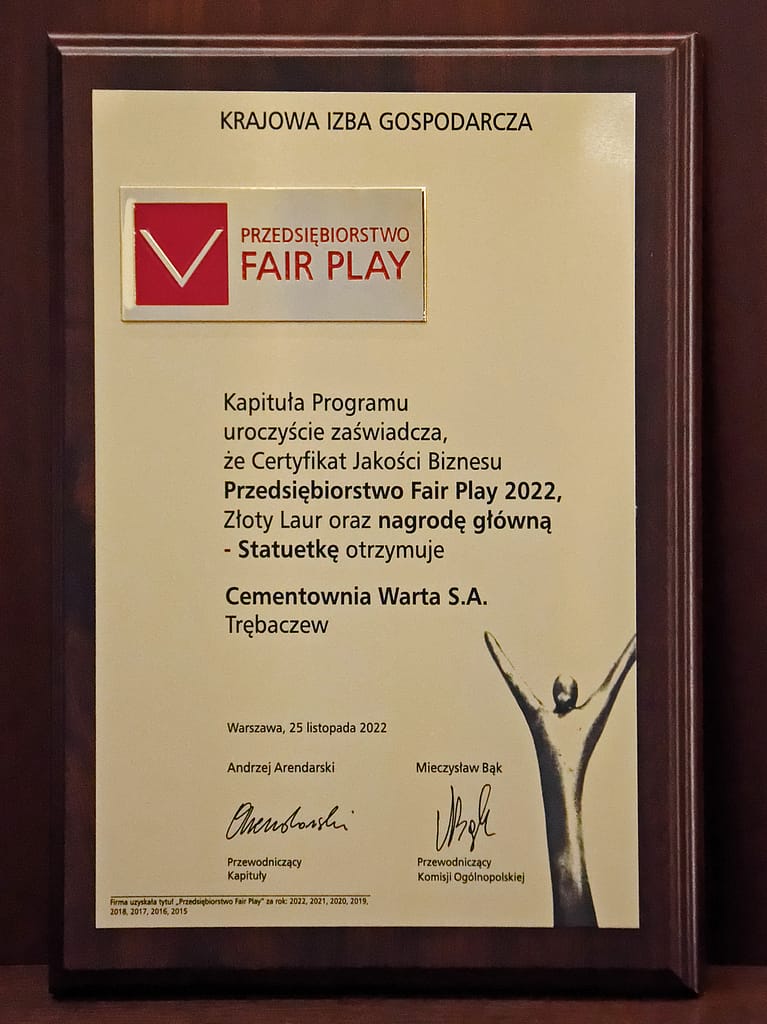 KRAJOWA IZBA GOSPODARCZA
PRZEDSIĘBIORSTWO
FAIR PLAY
Kapituła Programu
uroczyście zaświadcza,
że Certyfikat Jakości Biznesu
Przedsiębiorstwo Fair Play 2022,
Złoty Laur oraz nagrodę główną
- Statuetkę otrzymuje
Cementownia Warta S.A.
Trębaczew
Warszawa, 25 listopada 2022
Andrzej Arendarski
Mieczysław Bąk
Arendarski
MBąk
Przewodniczący
Kapituły
Przewodniczący
Komisji Ogólnopolskiej
Firma uzyskała tytuł „Przedsiębiorstwo Fair Play” za rok: 2022, 2021, 2020, 2019,
2018, 2017, 2016, 2015